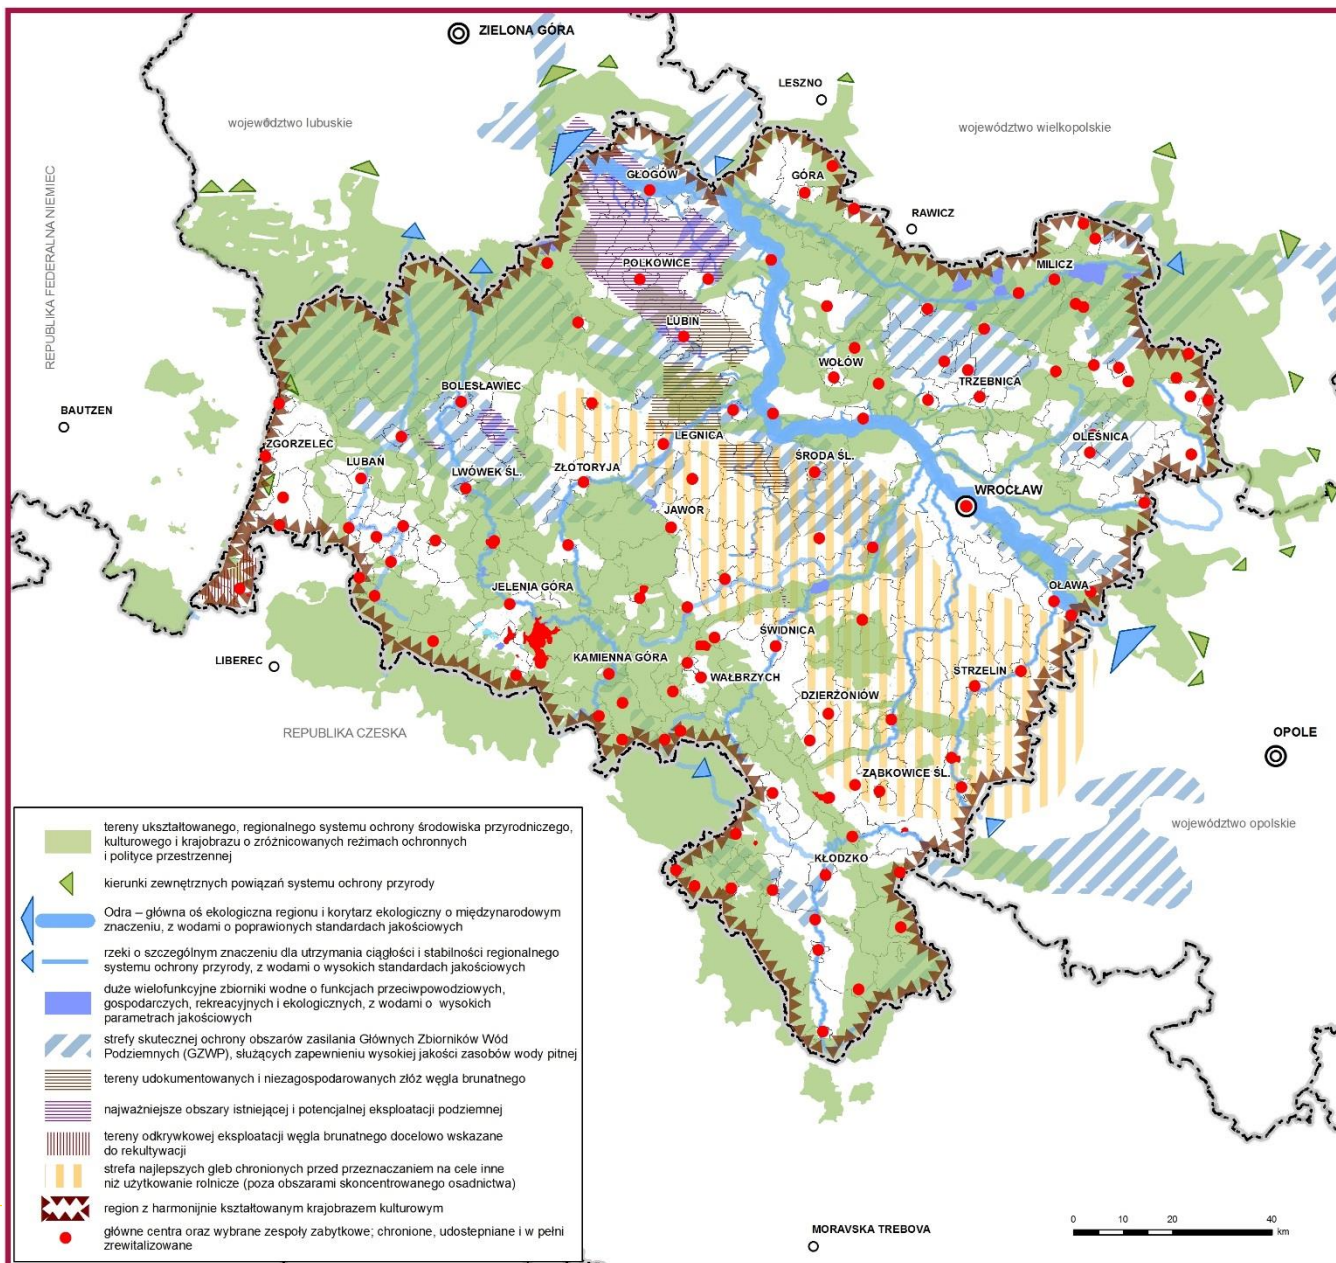 ZIELONA GÓRA
LESZNO
województwo lubuskie
województwo wielkopolskie
REPUBLIKA FEDERALNA NIEMIEC
GŁOGÓW
GÓRA
RAWICZ
POLKOWICE
MILICZ
LUBIN
WOŁÓW
TRZEBNICA
BOLESŁAWIEC
BAUTZEN
ZGORZELEC
LEGNICA
OLEŚNICA
LUBAŃ
LWÓWEK ŚL.
ZŁOTORYJA
ŚRODA ŚL.
WROCŁAW
JAWOR
JELENIA GÓRA
OŁAWA
ŚWIDNICA
LIBEREC
KAMIENNA GÓRA
WAŁBRZYCH
STRZELIN
DZIERŻONIÓW
REPUBLIKA CZESKA
OPOLE
ZĄBKOWICE ŚL.
województwo opolskie
KŁODZKO
tereny ukształtowanego, regionalnego systemu ochrony środowiska przyrodniczego,
kulturowego i krajobrazu o zróżnicowanych reżimach ochronnych
i polityce przestrzennej
kierunki zewnętrznych powiązań systemu ochrony przyrody
Odra – główna oś ekologiczna regionu i korytarz ekologiczny o międzynarodowym
znaczeniu, z wodami o poprawionych standardach jakościowych
rzeki o szczególnym znaczeniu dla utrzymania ciągłości i stabilności regionalnego
systemu ochrony przyrody, z wodami o wysokich standardach jakościowych
duże wielofunkcyjne zbiorniki wodne o funkcjach przeciwpowodziowych,
gospodarczych, rekreacyjnych i ekologicznych, z wodami o wysokich
parametrach jakościowych
strefy skutecznej ochrony obszarów zasilania Głównych Zbiorników Wód
Podziemnych (GZWP), służących zapewnieniu wysokiej jakości zasobów wody pitnej
tereny udokumentowanych i niezagospodarowanych złóż węgla brunatnego
najważniejsze obszary istniejącej i potencjalnej eksploatacji podziemnej
tereny odkrywkowej eksploatacji węgla brunatnego docelowo wskazane
do rekultywacji
strefa najlepszych gleb chronionych przed przeznaczaniem na cele inne
niż użytkowanie rolnicze (poza obszarami skoncentrowanego osadnictwa)
region z harmonijnie kształtowanym krajobrazem kulturowym
główne centra oraz wybrane zespoły zabytkowe; chronione, udostępniane i w pełni
zrewitalizowane
MORAVSKA TREBOVA
0 10 20 40
km